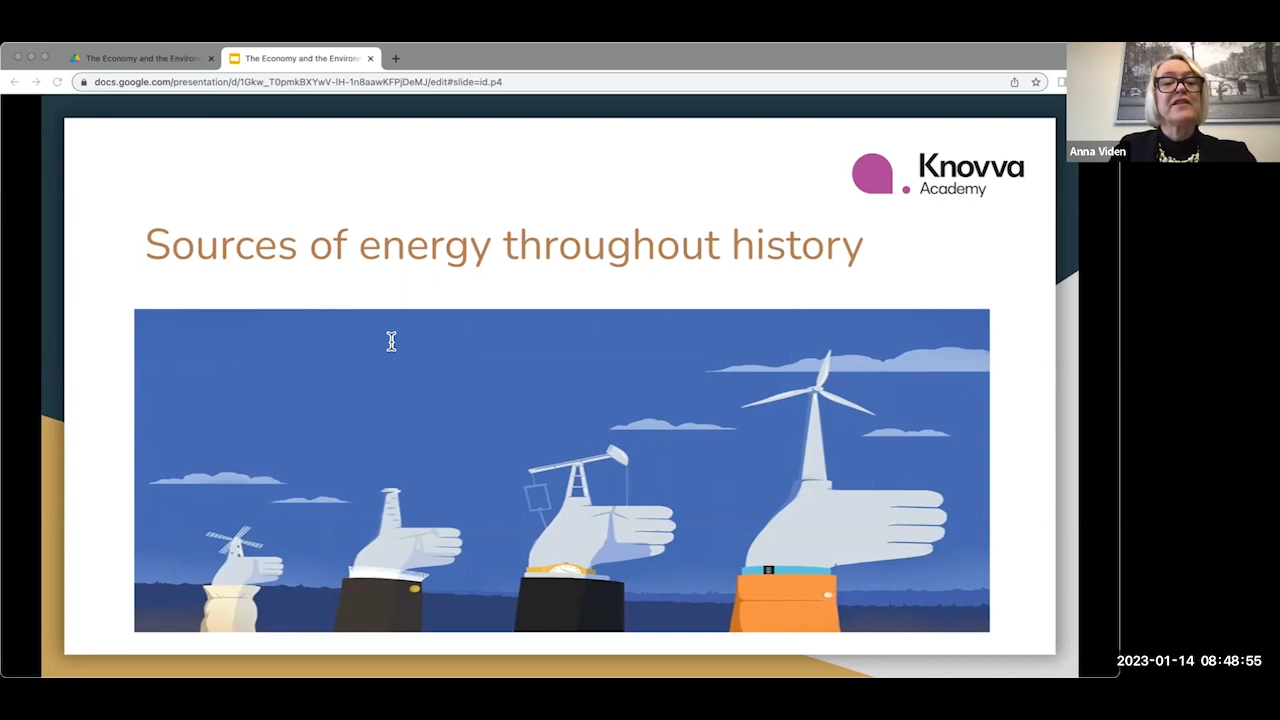 The Economy and the Environ
The Economy and the Environ
docs.google.com/presentation/d/1Gkw_T0pmkBXYwV-lH-1n8aawKFPjDeMJ/edit#slide=id.p4
Anna Viden
Knovva
Academy
Sources of energy throughout history
2023-01-14 08:48:55